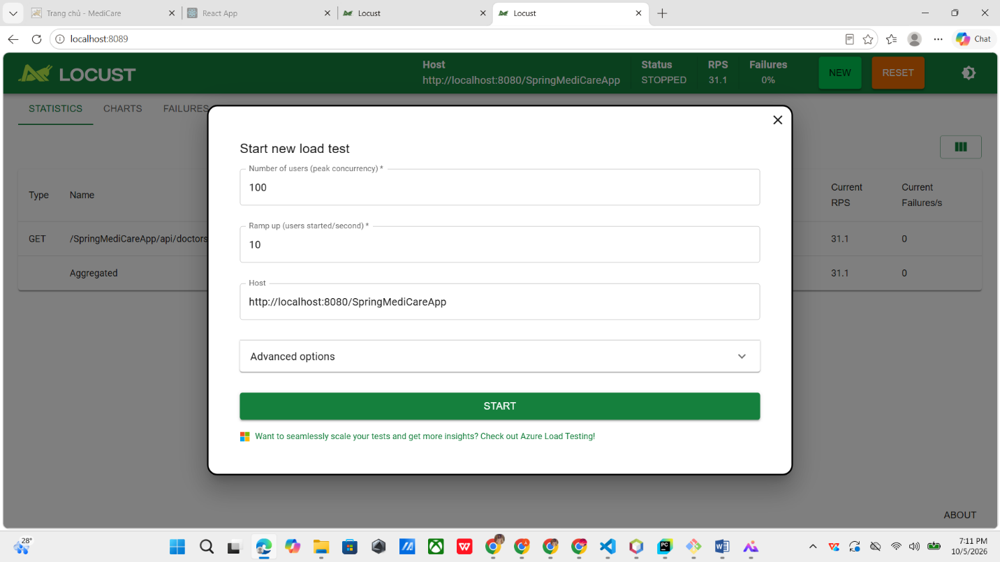 Trang chủ - MediCare
React App
Locust
Locust
localhost:8089
Chat
LOCUST
Host
http://localhost:8080/SpringMediCareApp
Status
STOPPED
RPS
31.1
Failures
0%
NEW
RESET
STATISTICS
CHARTS
FAILURES
Start new load test
Number of users (peak concurrency) *
100
Ramp up (users started/second) *
10
Host
http://localhost:8080/SpringMediCareApp
Advanced options
START
Want to seamlessly scale your tests and get more insights? Check out Azure Load Testing!
Type
Name
Current
RPS
Current
Failures/s
GET
/SpringMediCareApp/api/doctors
31.1
0
Aggregated
31.1
0
ABOUT
28°
7:11 PM
10/5/2026